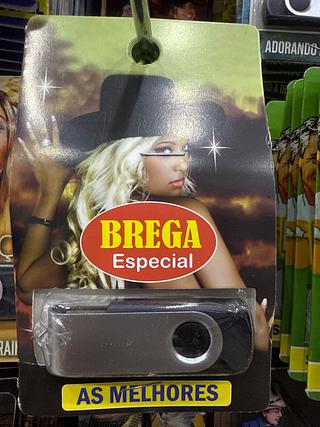 ADORANDO
BREGA
Especial
AS MELHORES